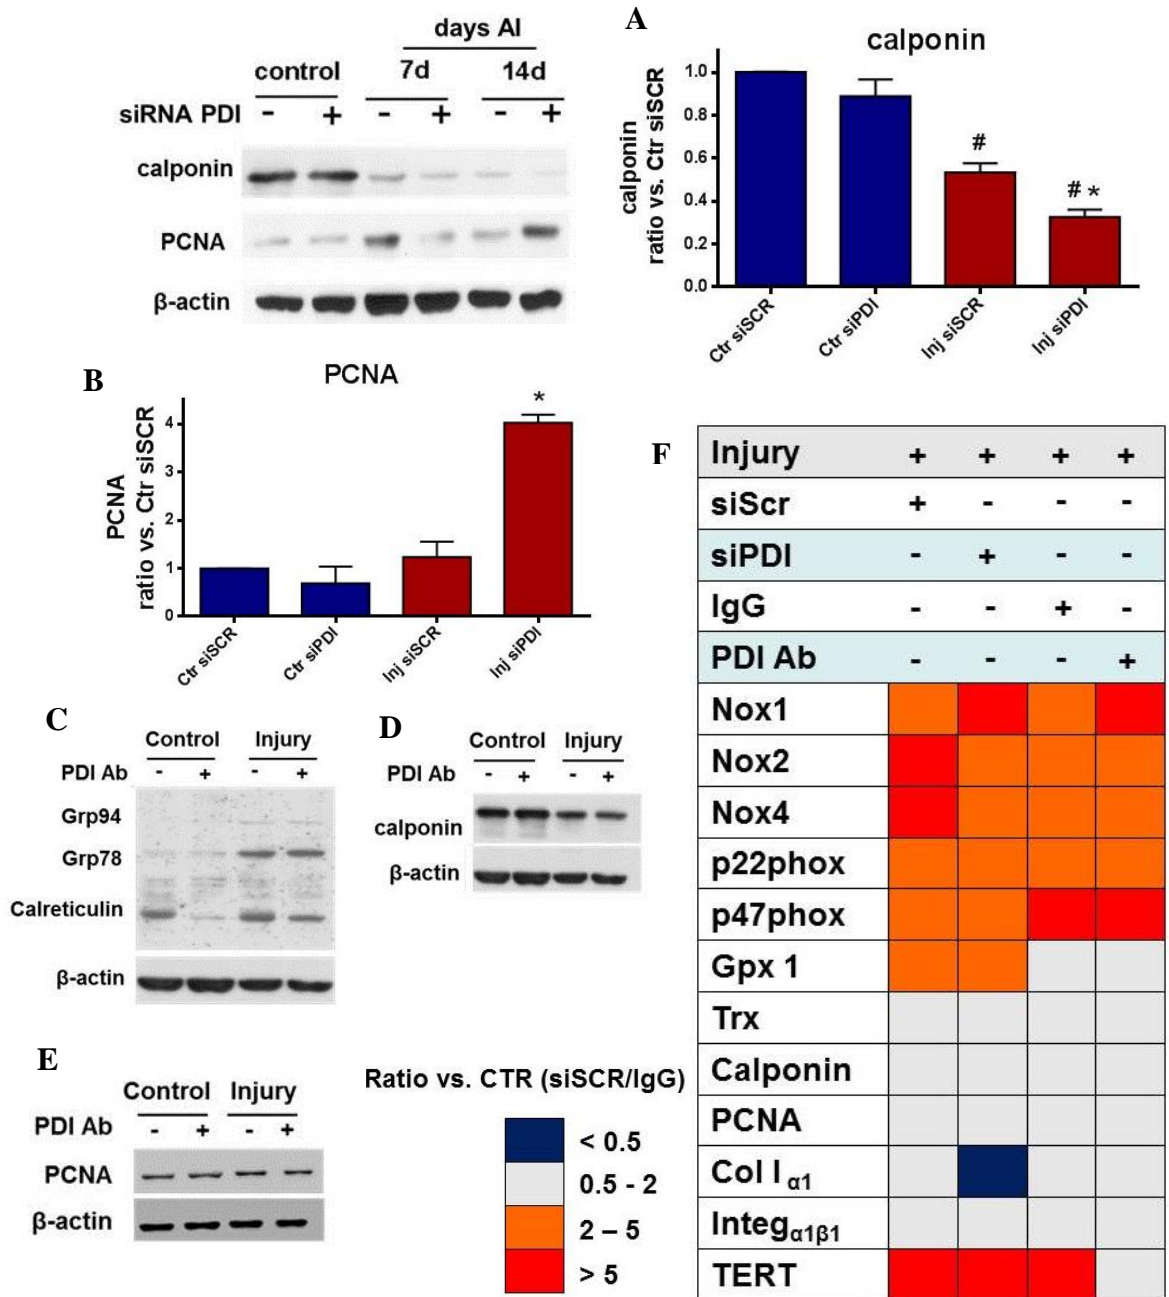 days AI
control 7d 14d
siRNA PDI - + - + - +
calponin
PCNA
β-actin
A
calponin
calponin
ratio vs. Ctr siSCR
1.0
0.8
0.6
0.4
0.2
0.0
#
# *
Ctr siSCR
Ctr siPDI
Inj siSCR
Inj siPDI
B
PCNA
PCNA
ratio vs. Ctr siSCR
4
3
2
1
0
*
Ctr siSCR
Ctr siPDI
Inj siSCR
Inj siPDI
C
Control Injury
PDI Ab - + - +
Grp94
Grp78
Calreticulin
β-actin
D
Control Injury
PDI Ab - + - +
calponin
β-actin
E
Control Injury
PDI Ab - + - +
PCNA
β-actin
Ratio vs. CTR (siSCR/IgG)
< 0.5
0.5 - 2
2 – 5
> 5
F
Injury + + + +
siScr + - - -
siPDI - + - -
IgG - - + -
PDI Ab - - - +
Nox1
Nox2
Nox4
p22phox
p47phox
Gpx 1
Trx
Calponin
PCNA
Col I α1
Integα1β1
TERT